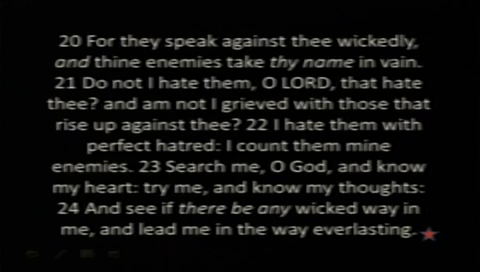 20 For they speak against thee wickedly,
and thine enemies take thy name in vain.
21 Do not I hate them, O LORD, that hate
thee? and am not I grieved with those that
rise up against thee? 22 I hate them with
perfect hatred: I count them mine
enemies. 23 Search me, O God, and know
my heart: try me, and know my thoughts:
24 And see if there be any wicked way in
me, and lead me in the way everlasting.